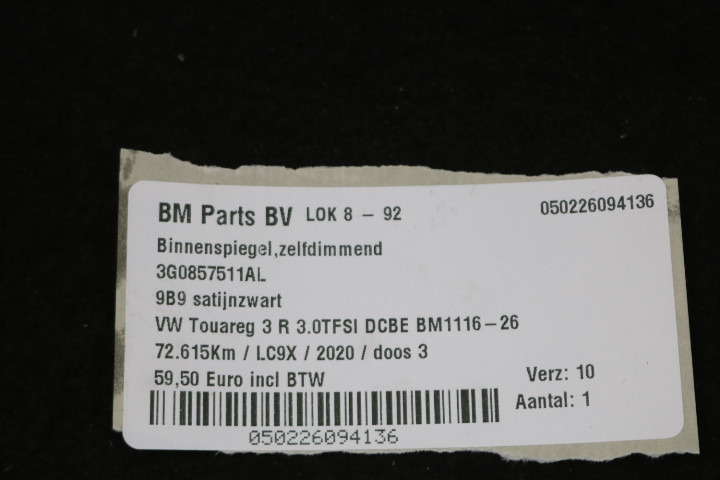 BM Parts BV LOK 8 - 92 050226094136
Binnenspiegel,zelfdimmend
3G0857511AL
9B9 satijnzwart
VW Touareg 3 R 3.0TFSI DCBE BM1116-26
72.615Km / LC9X / 2020 / doos 3
59,50 Euro incl BTW Verz: 10
Aantal: 1
050226094136